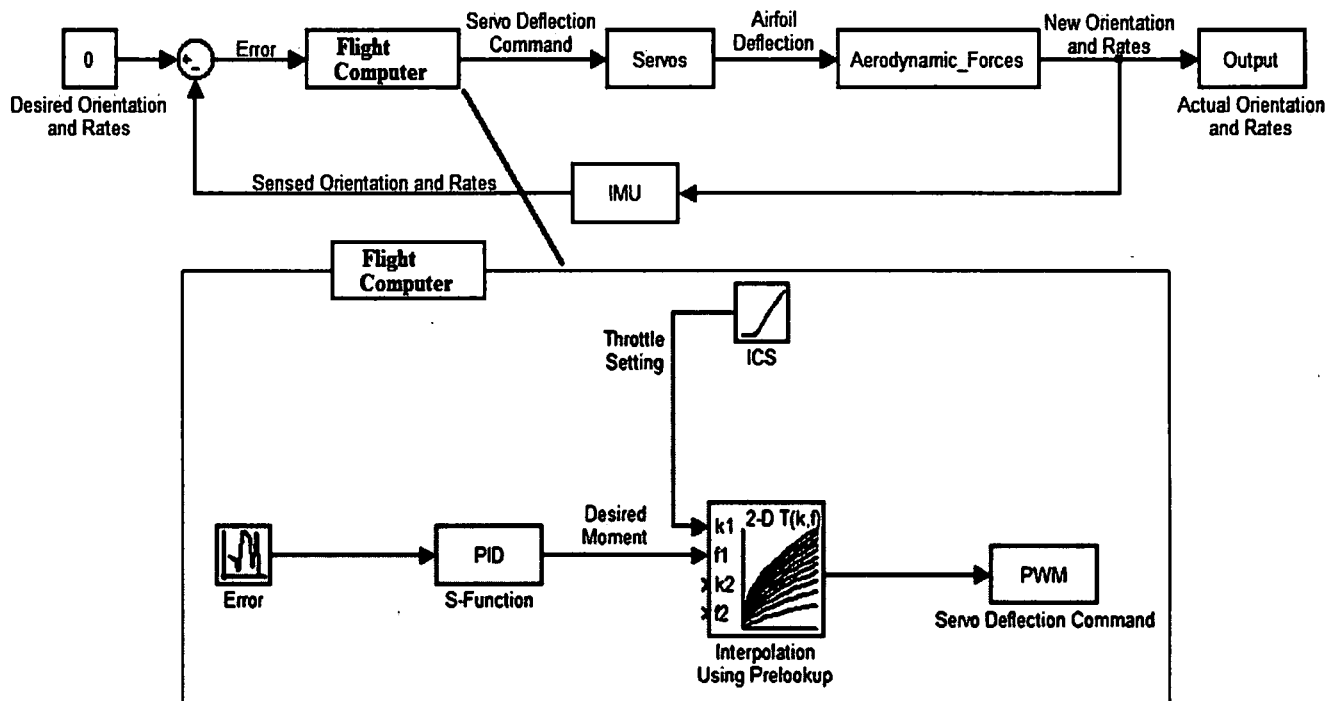 0
Desired Orientation
and Rates
+
-
Error
Flight
Computer
Servo Deflection
Command
Servos
Airfoil
Deflection
Aerodynamic_Forces
New Orientation
and Rates
Output
Actual Orientation
and Rates
Sensed Orientation and Rates
IMU
Flight
Computer
Throttle
Setting
ICS
Error
PID
S-Function
Desired
Moment
k1
f1
k2
f2
2-D T(k,f)
Interpolation
Using Prelookup
PWM
Servo Deflection Command